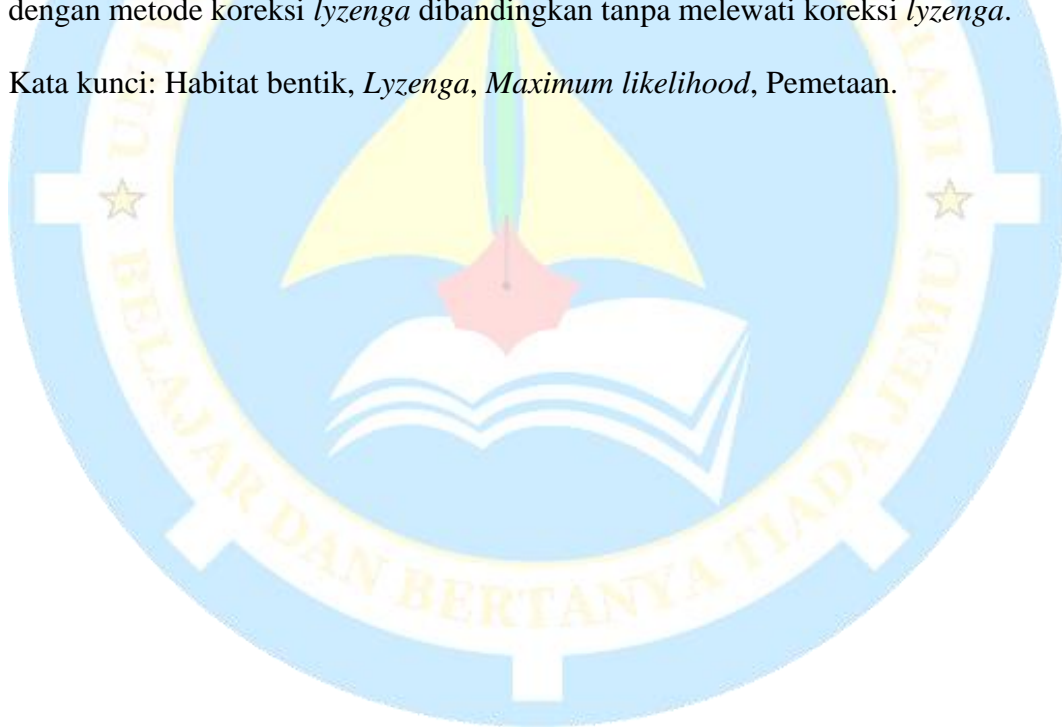 dengan metode koreksi lyzenga dibandingkan tanpa melewati koreksi lyzenga.
Kata kunci: Habitat bentik, Lyzenga, Maximum likelihood, Pemetaan.
BELAJAR DAN BERTANYA TIADA JEMU